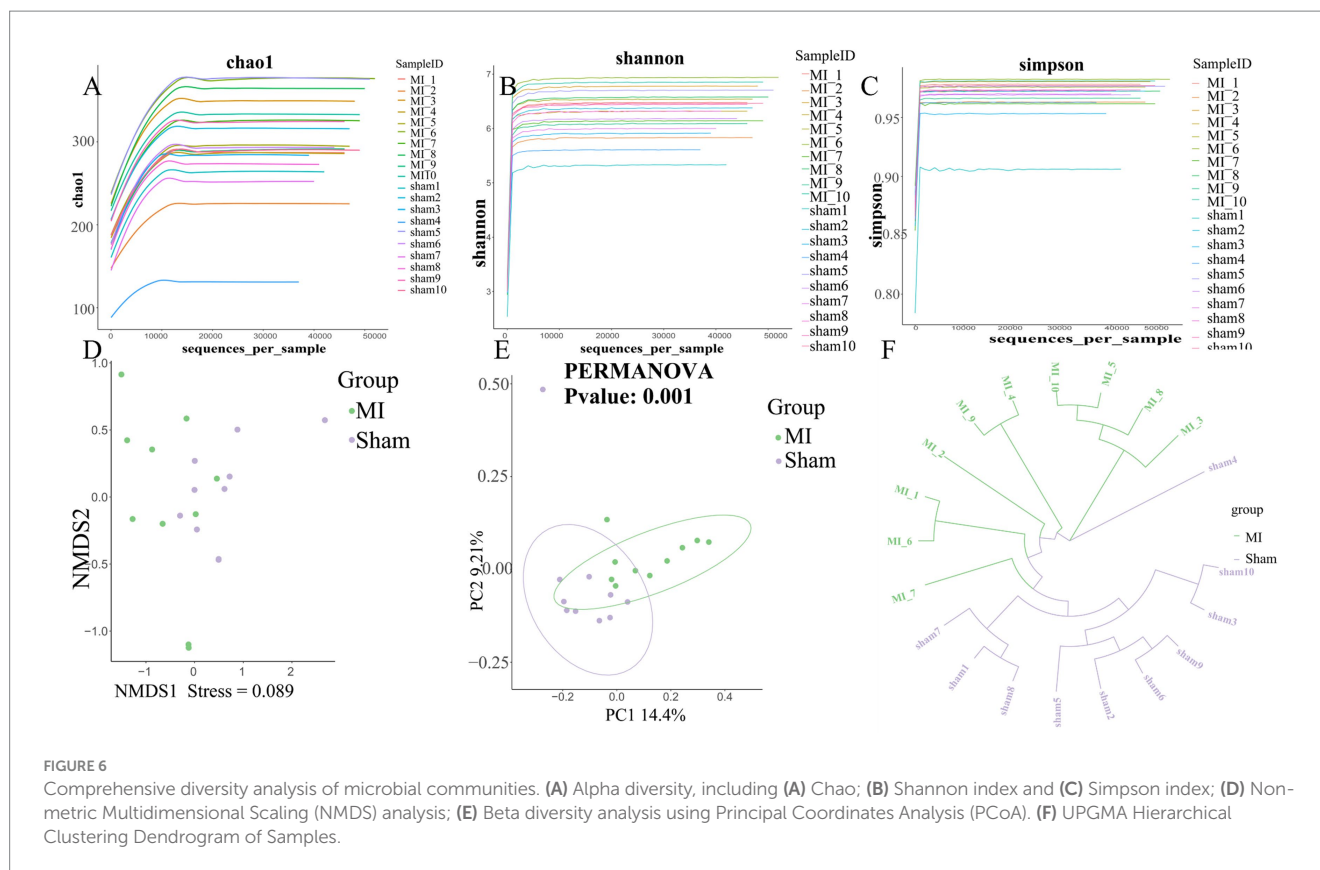 A
chao1
chao1
300
200
100
0
10000
20000
30000
40000
50000
sequences_per_sample
SampleID
MI_1
MI_2
MI_3
MI_4
MI_5
MI_6
MI_7
MI_8
MI_9
MI10
sham1
sham2
sham3
sham4
sham5
sham6
sham7
sham8
sham9
sham10
B
shannon
shannon
7
6
5
4
3
0
10000
20000
30000
40000
50000
sequences_per_sample
SampleID
MI_1
MI_2
MI_3
MI_4
MI_5
MI_6
MI_7
MI_8
MI_9
MI_10
sham1
sham2
sham3
sham4
sham5
sham6
sham7
sham8
sham9
sham10
C
simpson
simpson
0.95
0.90
0.85
0.80
0
10000
20000
30000
40000
50000
sequences_per_sample
SampleID
MI_1
MI_2
MI_3
MI_4
MI_5
MI_6
MI_7
MI_8
MI_9
MI_10
sham1
sham2
sham3
sham4
sham5
sham6
sham7
sham8
sham9
sham10
D
NMDS2
1.0
0.5
0.0
−0.5
−1.0
−1
0
1
2
NMDS1 Stress = 0.089
Group
MI
Sham
E
PERMANOVA
Pvalue: 0.001
PC2 9.21%
0.50
0.25
0.00
−0.25
−0.2
0.0
0.2
0.4
PC1 14.4%
Group
MI
Sham
F
MI_10
MI_5
MI_8
MI_3
MI_4
MI_9
MI_2
MI_1
MI_6
MI_7
sham4
sham10
sham3
sham9
sham6
sham2
sham5
sham8
sham1
sham7
group
MI
Sham
FIGURE 6
Comprehensive diversity analysis of microbial communities. (A) Alpha diversity, including (A) Chao; (B) Shannon index and (C) Simpson index; (D) Non-
metric Multidimensional Scaling (NMDS) analysis; (E) Beta diversity analysis using Principal Coordinates Analysis (PCoA). (F) UPGMA Hierarchical
Clustering Dendrogram of Samples.